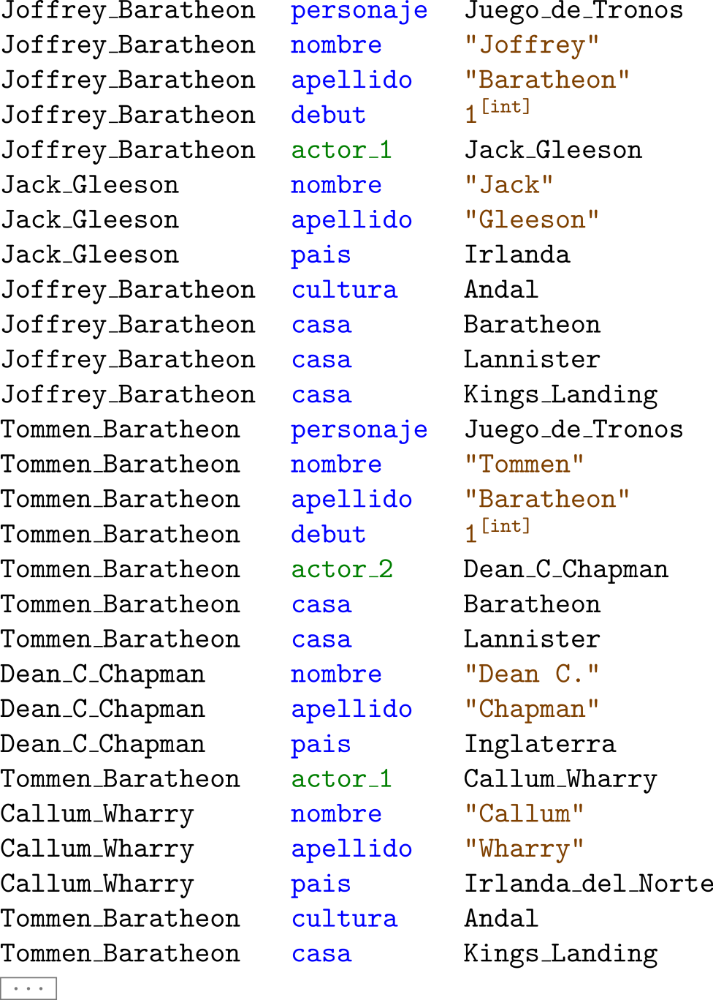 Joffrey_Baratheon personaje Juego_de_Tronos
Joffrey_Baratheon nombre "Joffrey"
Joffrey_Baratheon apellido "Baratheon"
Joffrey_Baratheon debut 1[int]
Joffrey_Baratheon actor_1 Jack_Gleeson
Jack_Gleeson nombre "Jack"
Jack_Gleeson apellido "Gleeson"
Jack_Gleeson pais Irlanda
Joffrey_Baratheon cultura Andal
Joffrey_Baratheon casa Baratheon
Joffrey_Baratheon casa Lannister
Joffrey_Baratheon casa Kings_Landing
Tommen_Baratheon personaje Juego_de_Tronos
Tommen_Baratheon nombre "Tommen"
Tommen_Baratheon apellido "Baratheon"
Tommen_Baratheon debut 1[int]
Tommen_Baratheon actor_2 Dean_C_Chapman
Tommen_Baratheon casa Baratheon
Tommen_Baratheon casa Lannister
Dean_C_Chapman nombre "Dean C."
Dean_C_Chapman apellido "Chapman"
Dean_C_Chapman pais Inglaterra
Tommen_Baratheon actor_1 Callum_Wharry
Callum_Wharry nombre "Callum"
Callum_Wharry apellido "Wharry"
Callum_Wharry pais Irlanda_del_Norte
Tommen_Baratheon cultura Andal
Tommen_Baratheon casa Kings_Landing
...